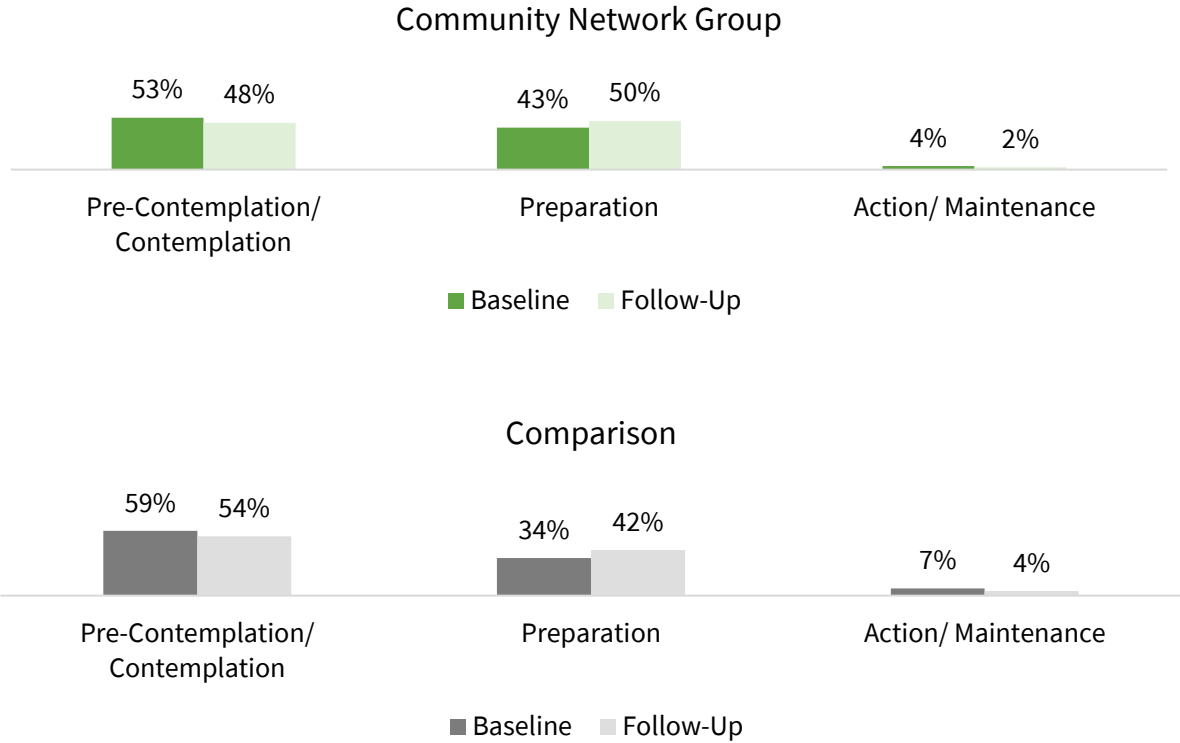 Community Network Group
53% 48% 43% 50% 4% 2%
Pre-Contemplation/ Preparation Action/ Maintenance
Contemplation
Baseline Follow-Up
Comparison
59% 54% 34% 42% 7% 4%
Pre-Contemplation/ Preparation Action/ Maintenance
Contemplation
Baseline Follow-Up